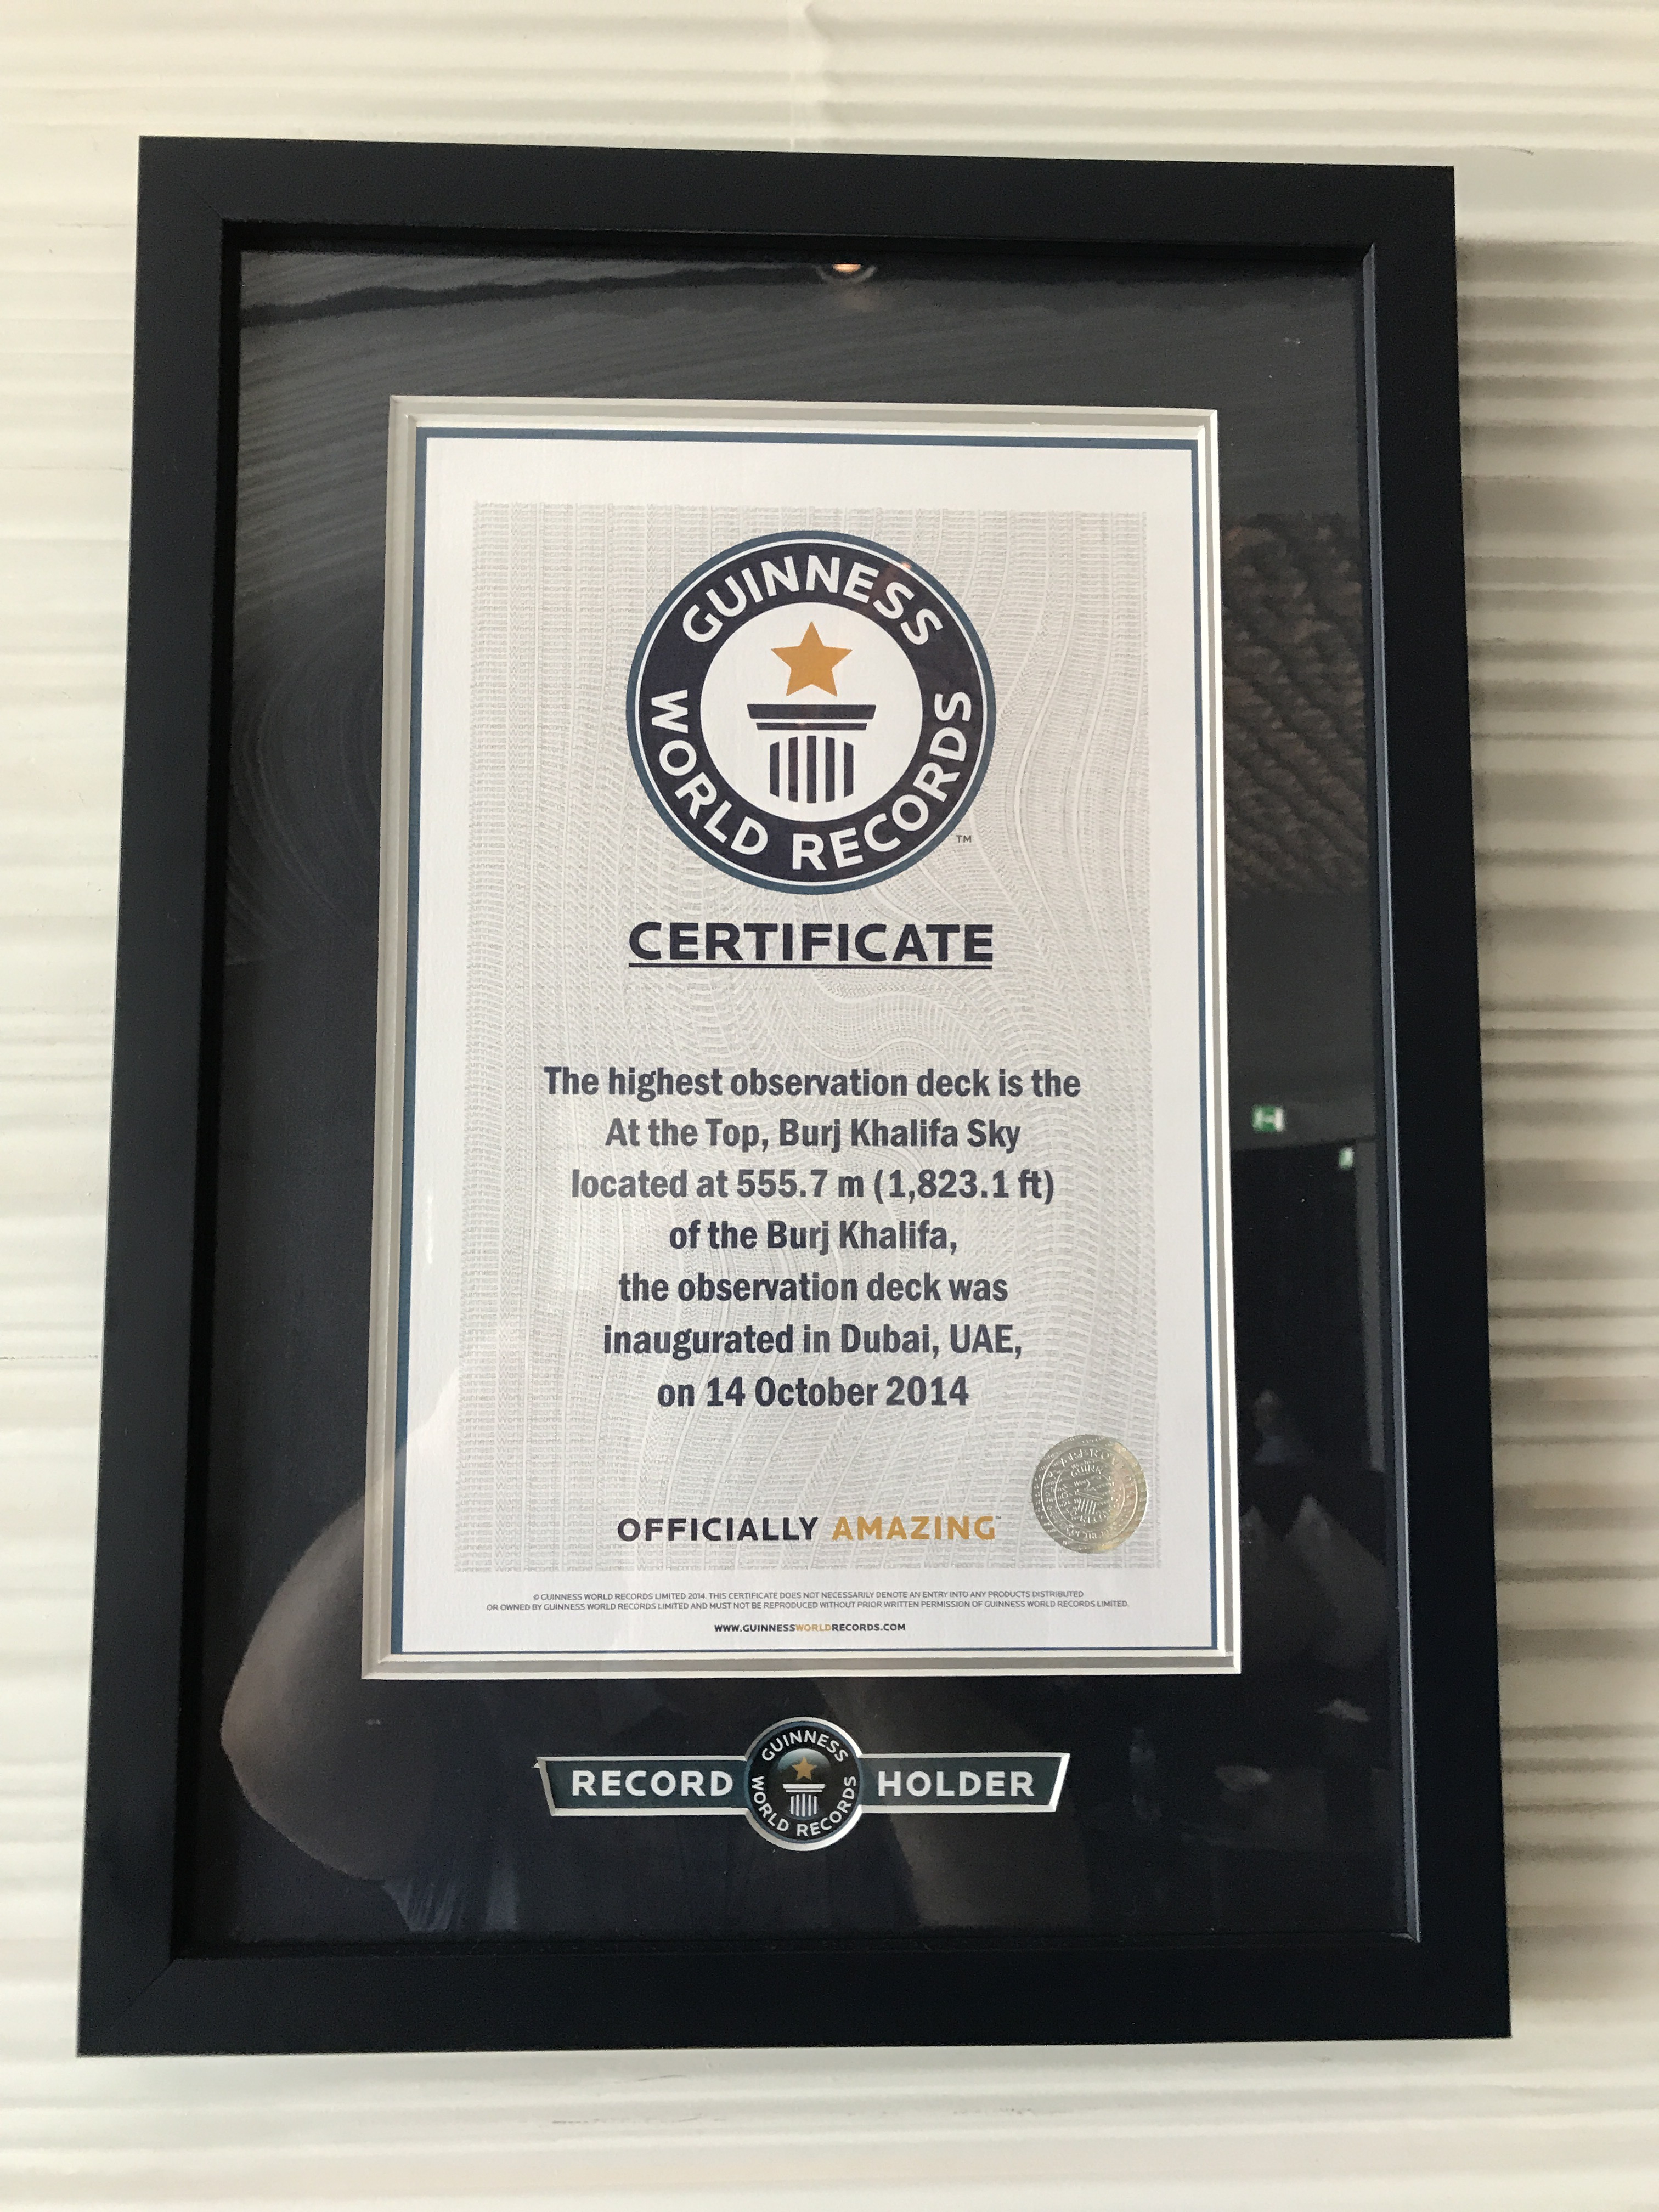 GUINNESS
WORLD RECORDS
TM
CERTIFICATE
The highest observation deck is the
At the Top, Burj Khalifa Sky
located at 555.7 m (1,823.1 ft)
of the Burj Khalifa,
the observation deck was
inaugurated in Dubai, UAE,
on 14 October 2014
OFFICIALLY AMAZING
© GUINNESS WORLD RECORDS LIMITED 2014. THIS CERTIFICATE DOES NOT NECESSARILY DENOTE AN ENTRY INTO ANY PRODUCTS DISTRIBUTED
OR OWNED BY GUINNESS WORLD RECORDS LIMITED AND MUST NOT BE REPRODUCED WITHOUT PRIOR WRITTEN PERMISSION OF GUINNESS WORLD RECORDS LIMITED.
WWW.GUINNESSWORLDRECORDS.COM
RECORD GUINNESS WORLD RECORDS HOLDER